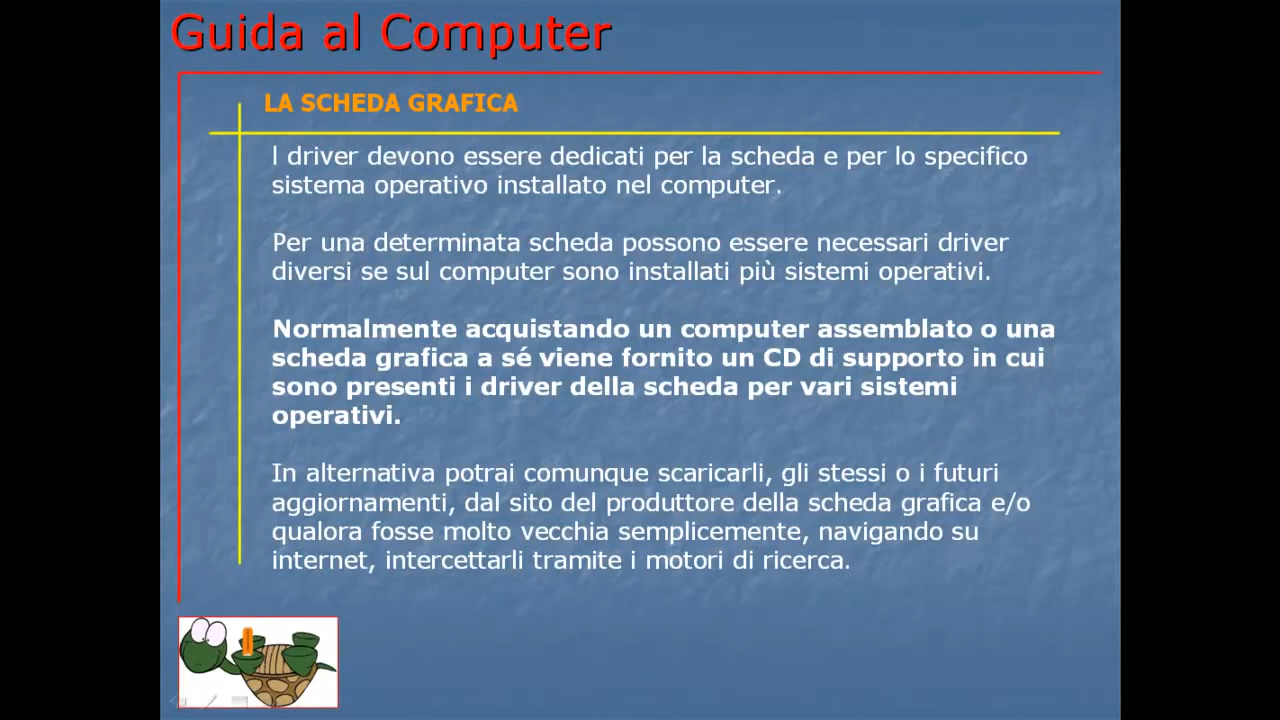 Guida al Computer
LA SCHEDA GRAFICA
I driver devono essere dedicati per la scheda e per lo specifico
sistema operativo installato nel computer.
Per una determinata scheda possono essere necessari driver
diversi se sul computer sono installati più sistemi operativi.
Normalmente acquistando un computer assemblato o una
scheda grafica a sé viene fornito un CD di supporto in cui
sono presenti i driver della scheda per vari sistemi
operativi.
In alternativa potrai comunque scaricarli, gli stessi o i futuri
aggiornamenti, dal sito del produttore della scheda grafica e/o
qualora fosse molto vecchia semplicemente, navigando su
internet, intercettarli tramite i motori di ricerca.